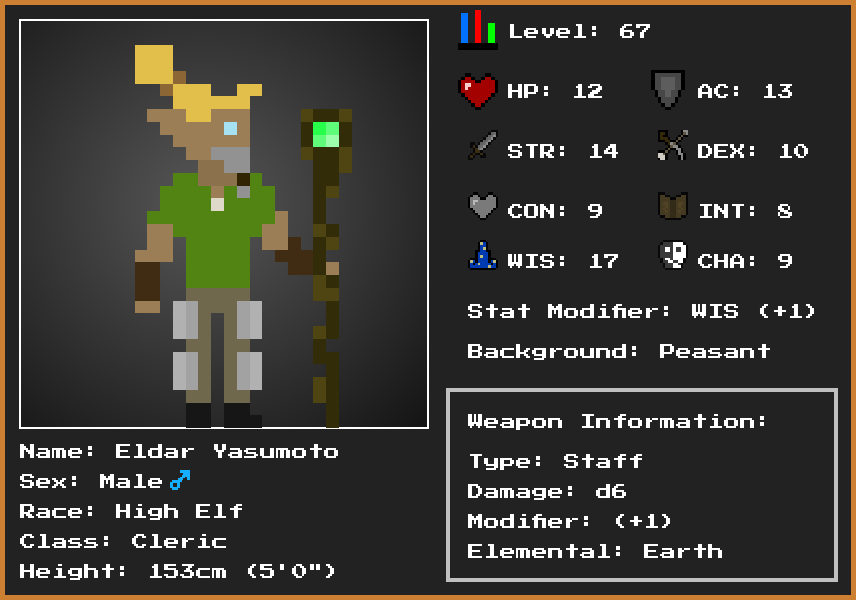 Level: 67
HP: 12 AC: 13
STR: 14 DEX: 10
CON: 9 INT: 8
WIS: 17 CHA: 9
Stat Modifier: WIS (+1)
Background: Peasant
Weapon Information:
Type: Staff
Damage: d6
Modifier: (+1)
Elemental: Earth
Name: Eldar Yasumoto
Sex: Male♂
Race: High Elf
Class: Cleric
Height: 153cm (5'0")